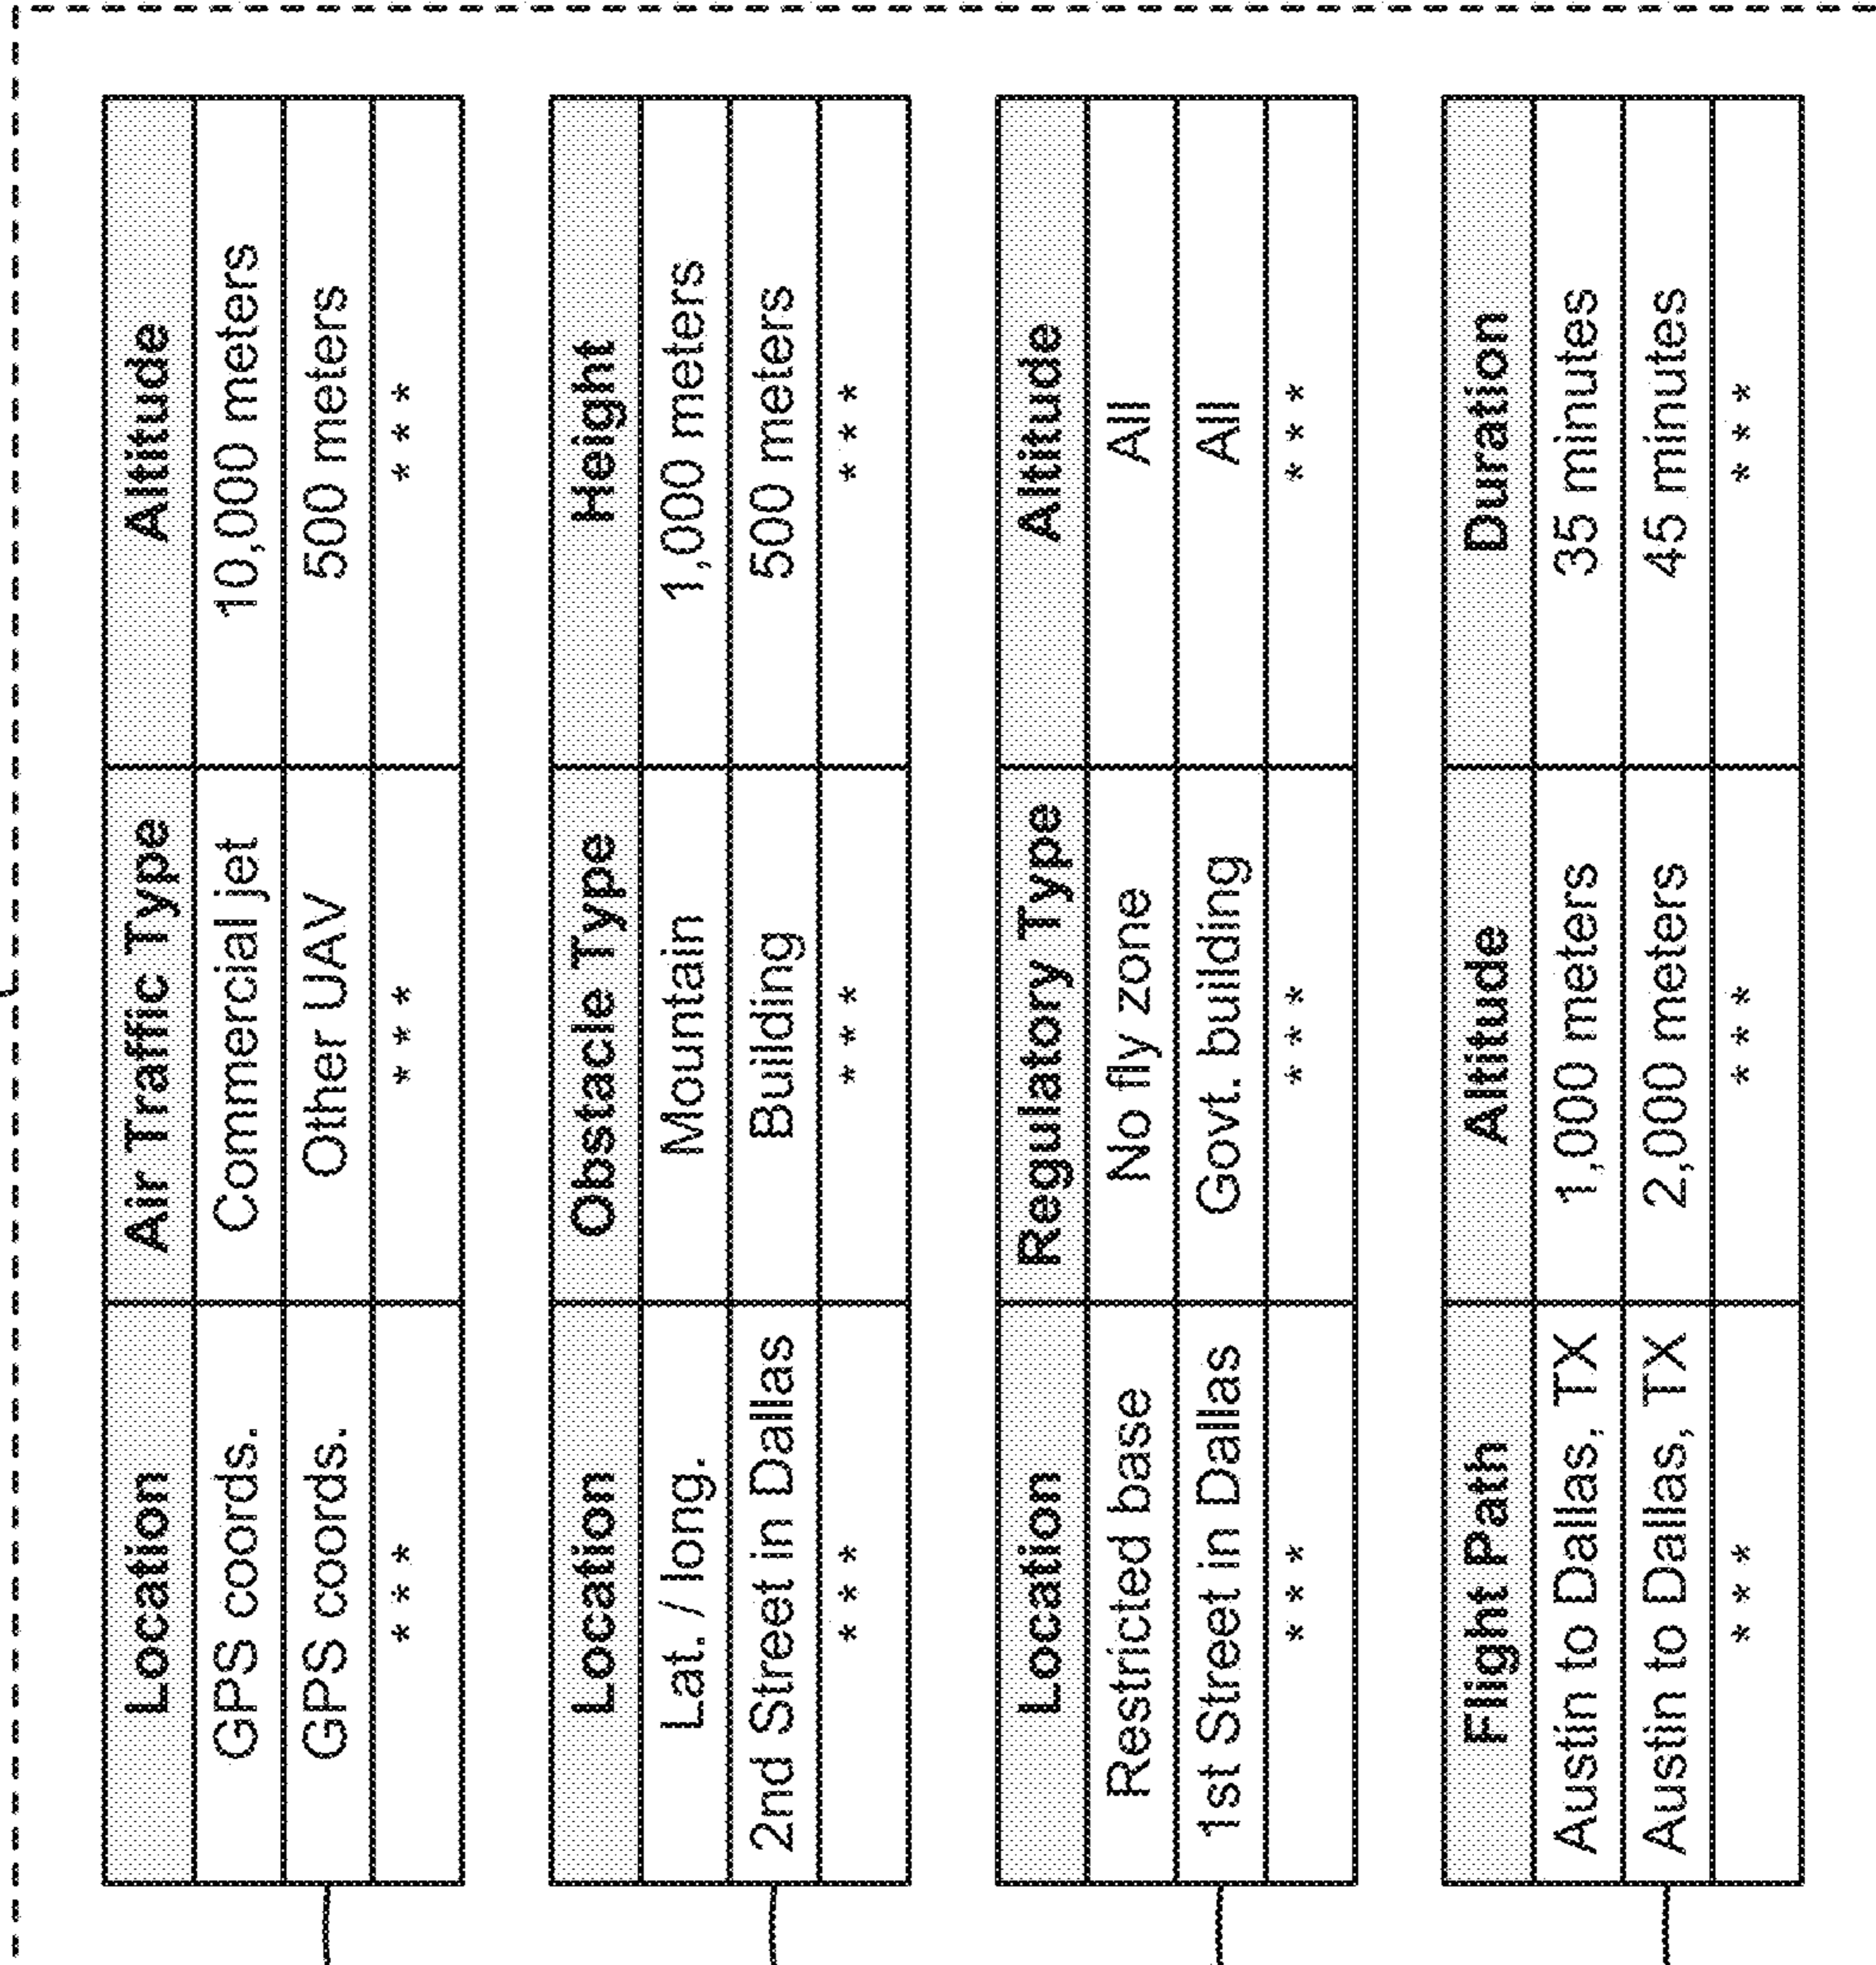 Location Air Traffic Type Altitude
GPS coords. Commercial jet 10,000 meters
GPS coords. Other UAV 500 meters
* * * * * * * * *
Location Obstacle Type Height
Lat. / long. Mountain 1,000 meters
2nd Street in Dallas Building 500 meters
* * * * * * * * *
Location Regulatory Type Altitude
Restricted base No fly zone All
1st Street in Dallas Govt. building All
* * * * * * * * *
Flight Path Altitude Duration
Austin to Dallas, TX 1,000 meters 35 minutes
Austin to Dallas, TX 2,000 meters 45 minutes
* * * * * * * * *